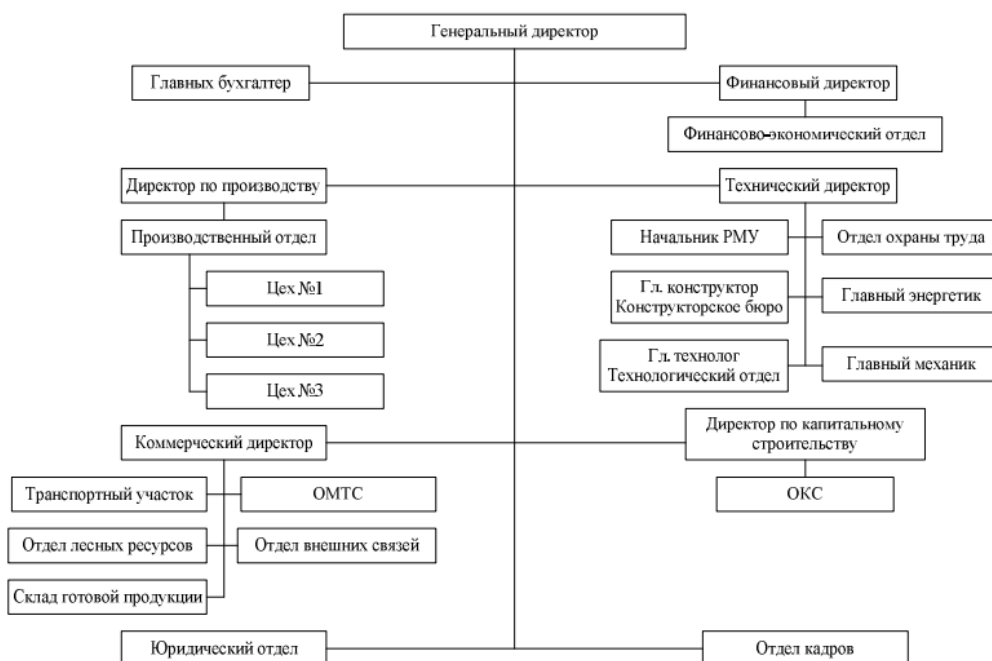 Генеральный директор
Главных бухгалтер
Финансовый директор
Финансово-экономический отдел
Директор по производству
Технический директор
Производственный отдел
Начальник РМУ
Отдел охраны труда
Цех №1
Гл. конструктор
Конструкторское бюро
Главный энергетик
Цех №2
Гл. технолог
Технологический отдел
Главный механик
Цех №3
Коммерческий директор
Директор по капитальному
строительству
Транспортный участок
ОМТС
ОКС
Отдел лесных ресурсов
Отдел внешних связей
Склад готовой продукции
Юридический отдел
Отдел кадров